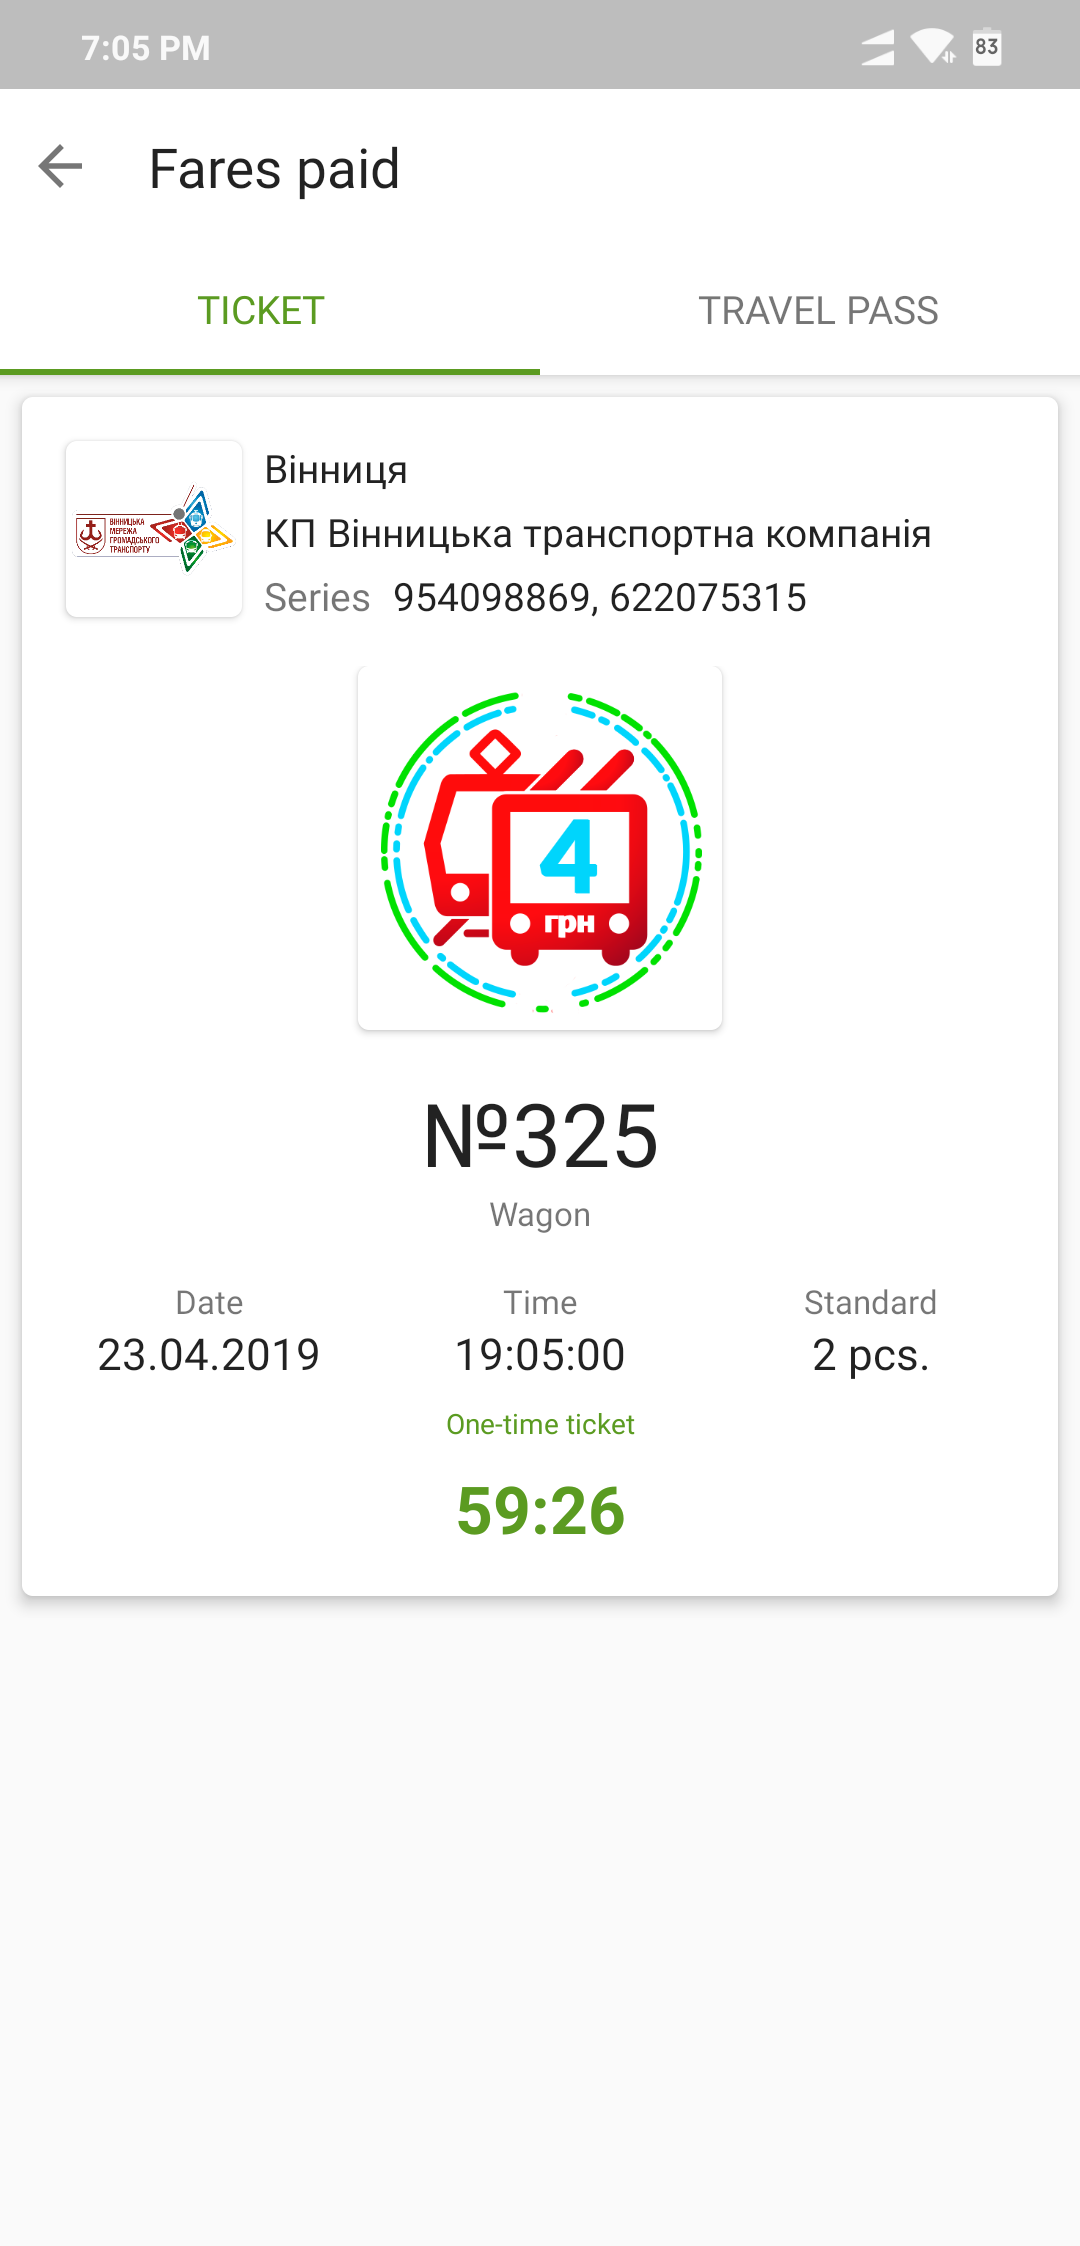 7:05 PM
83
Fares paid
TICKET
TRAVEL PASS
ВІННИЦЬКА
МЕРЕЖА
ГРОМАДСЬКОГО
ТРАНСПОРТУ
Вінниця
КП Вінницька транспортна компанія
Series 954098869, 622075315
4
грн
№325
Wagon
Date
Time
Standard
23.04.2019
19:05:00
2 pcs.
One-time ticket
59:26